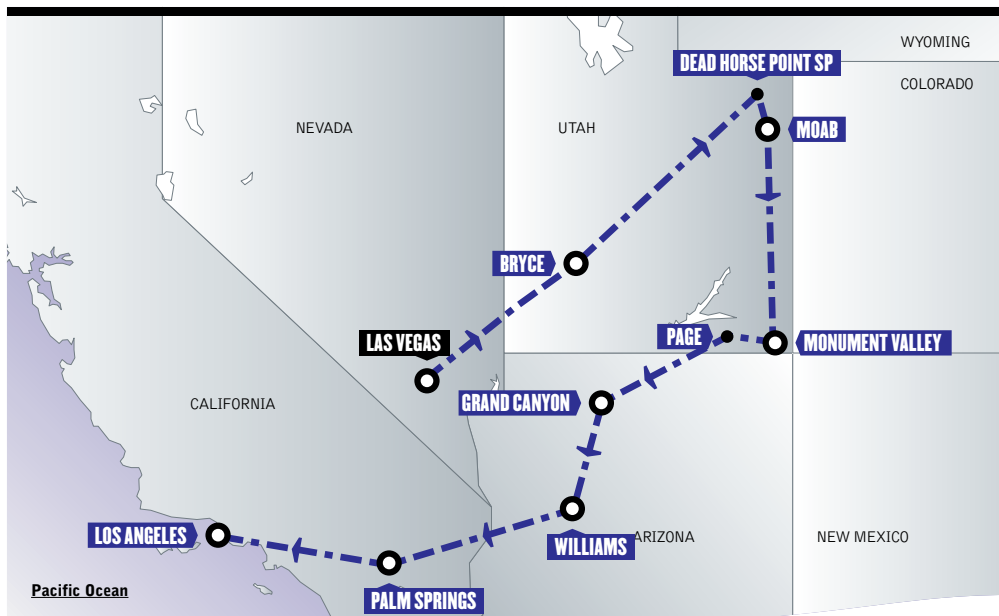 WYOMING
DEAD HORSE POINT SP
COLORADO
NEVADA
UTAH
MOAB
BRYCE
LAS VEGAS
PAGE
MONUMENT VALLEY
GRAND CANYON
CALIFORNIA
LOS ANGELES
WILLIAMS
ARIZONA
NEW MEXICO
Pacific Ocean
PALM SPRINGS